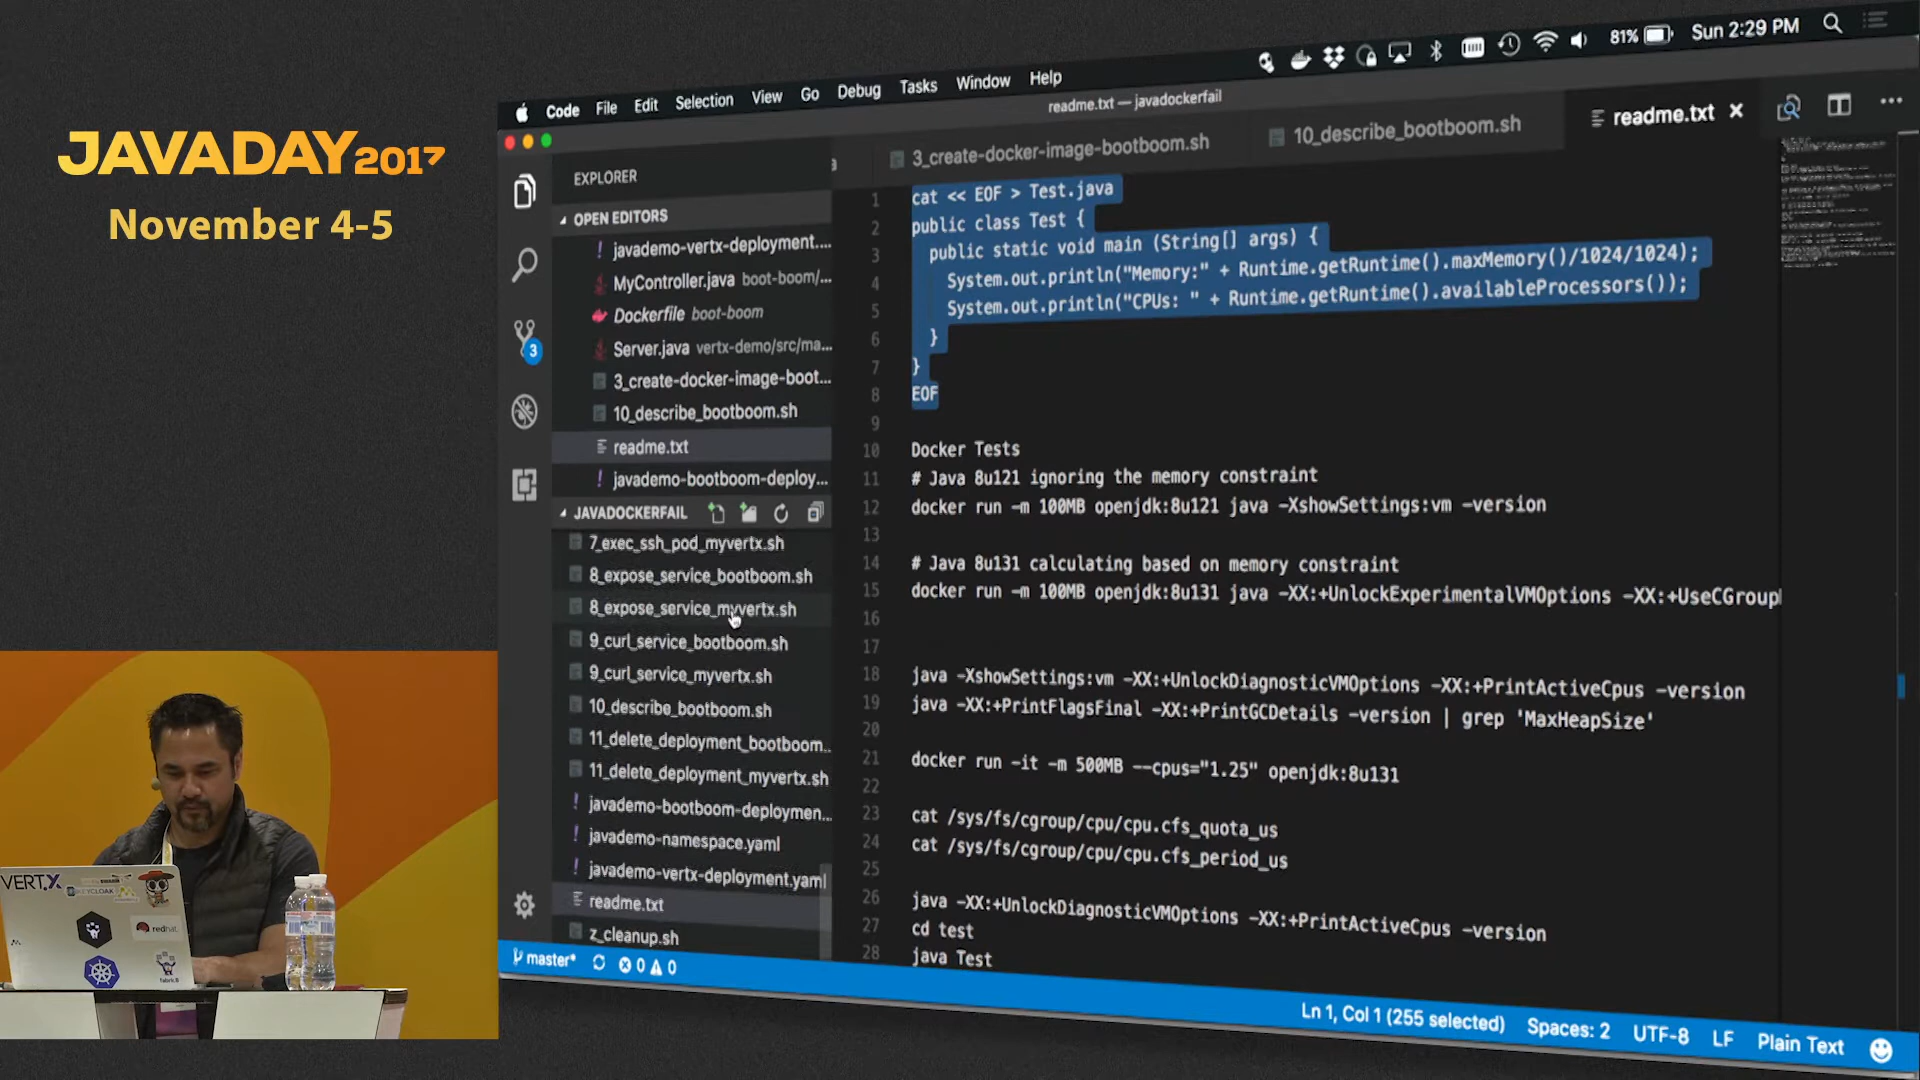 JAVADAY2017
November 4-5
Code File Edit Selection View Go Debug Tasks Window Help
81% Sun 2:29 PM
readme.txt — javadockerfail
3_create-docker-image-bootboom.sh
10_describe_bootboom.sh
readme.txt
EXPLORER
OPEN EDITORS
javademo-vertx-deployment....
MyController.java boot-boom/...
Dockerfile boot-boom
Server.java vertx-demo/src/ma...
3_create-docker-image-boot...
10_describe_bootboom.sh
readme.txt
javademo-bootboom-deploy...
3
JAVADOCKERFAIL
7_exec_ssh_pod_myvertx.sh
8_expose_service_bootboom.sh
8_expose_service_myvertx.sh
9_curl_service_bootboom.sh
9_curl_service_myvertx.sh
10_describe_bootboom.sh
11_delete_deployment_bootboom...
11_delete_deployment_myvertx.sh
javademo-bootboom-deploymen...
javademo-namespace.yaml
javademo-vertx-deployment.yaml
readme.txt
z_cleanup.sh
1 cat << EOF > Test.java
2 public class Test {
3 public static void main (String[] args) {
4 System.out.println("Memory:" + Runtime.getRuntime().maxMemory()/1024/1024);
5 System.out.println("CPUs: " + Runtime.getRuntime().availableProcessors());
6 }
7 }
8 EOF
9
10 Docker Tests
11 # Java 8u121 ignoring the memory constraint
12 docker run -m 100MB openjdk:8u121 java -XshowSettings:vm -version
13
14 # Java 8u131 calculating based on memory constraint
15 docker run -m 100MB openjdk:8u131 java -XX:+UnlockExperimentalVMOptions -XX:+UseCGroup
16
17
18 java -XshowSettings:vm -XX:+UnlockDiagnosticVMOptions -XX:+PrintActiveCpus -version
19 java -XX:+PrintFlagsFinal -XX:+PrintGCDetails -version | grep 'MaxHeapSize'
20
21 docker run -it -m 500MB --cpus="1.25" openjdk:8u131
22
23 cat /sys/fs/cgroup/cpu/cpu.cfs_quota_us
24 cat /sys/fs/cgroup/cpu/cpu.cfs_period_us
25
26 java -XX:+UnlockDiagnosticVMOptions -XX:+PrintActiveCpus -version
27 cd test
28 java Test
master* 0 0
Ln 1, Col 1 (255 selected) Spaces: 2 UTF-8 LF Plain Text
VERT.X
KEYCLOAK
redhat
fabric8